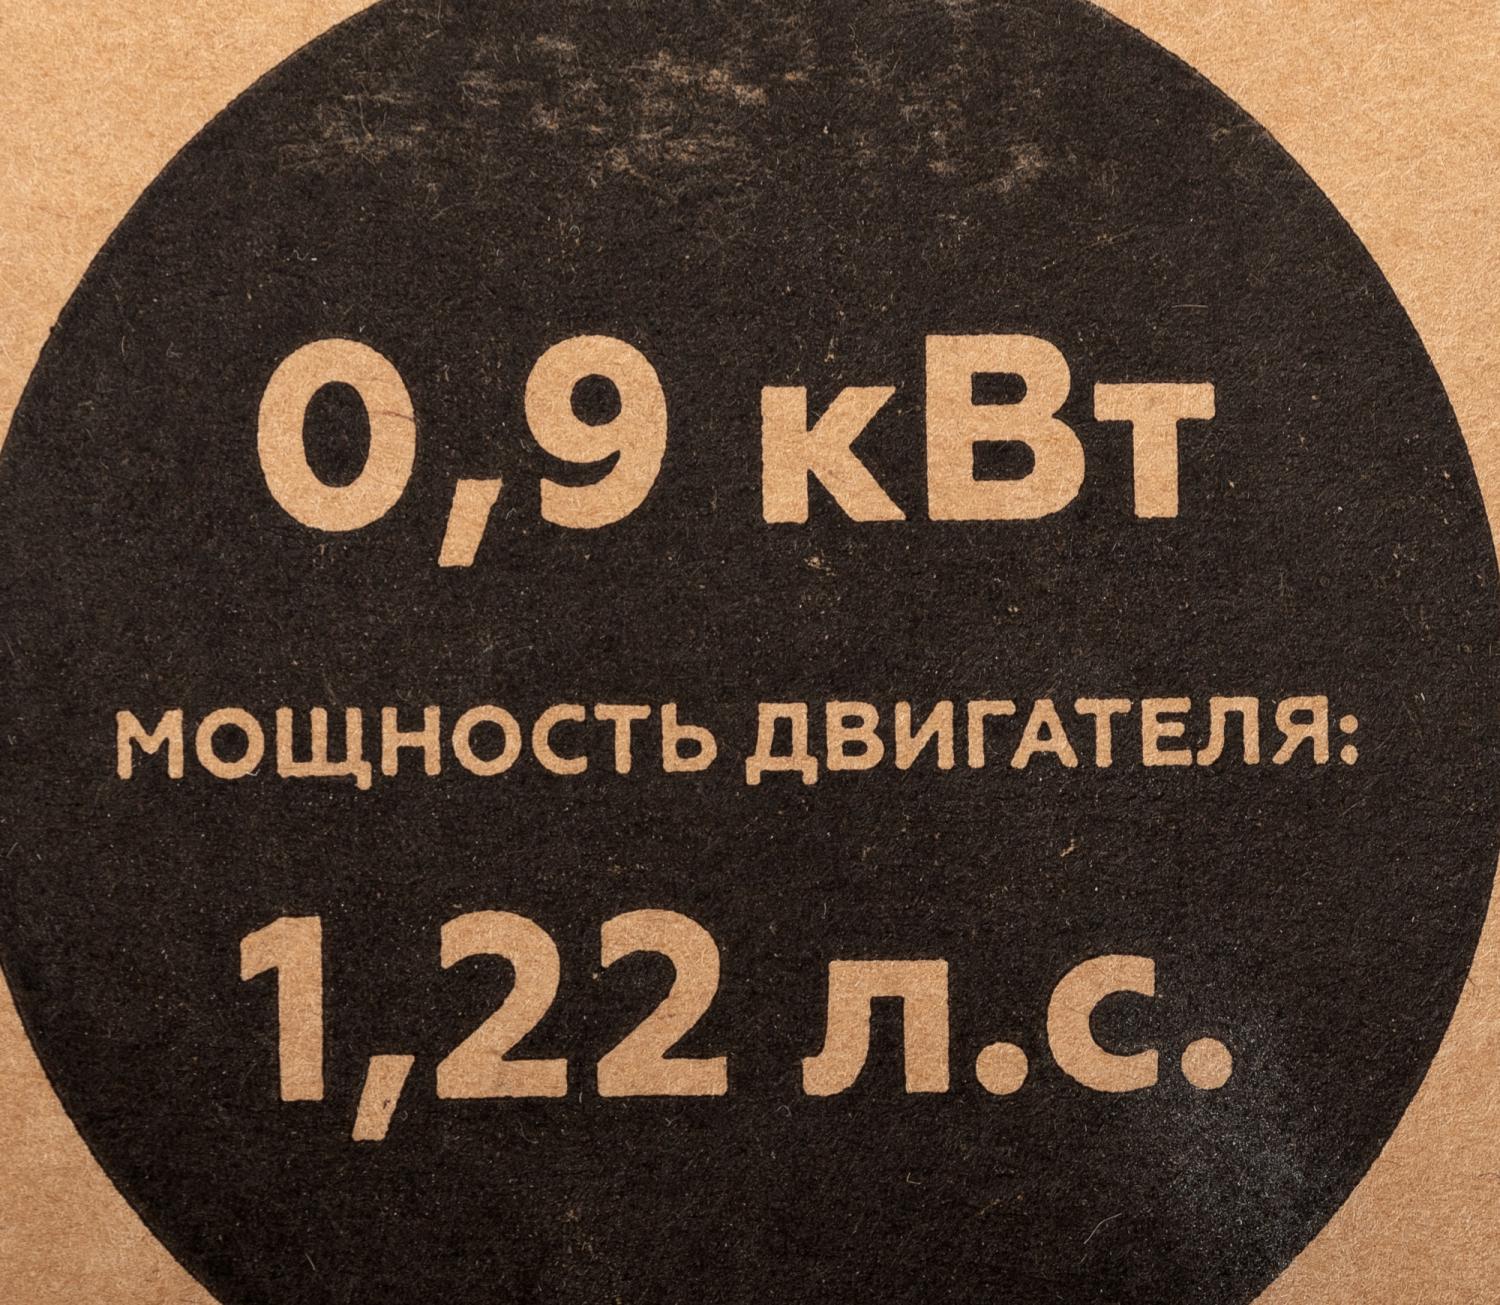 0,9 кВт
МОЩНОСТЬ ДВИГАТЕЛЯ:
1,22 л.с.